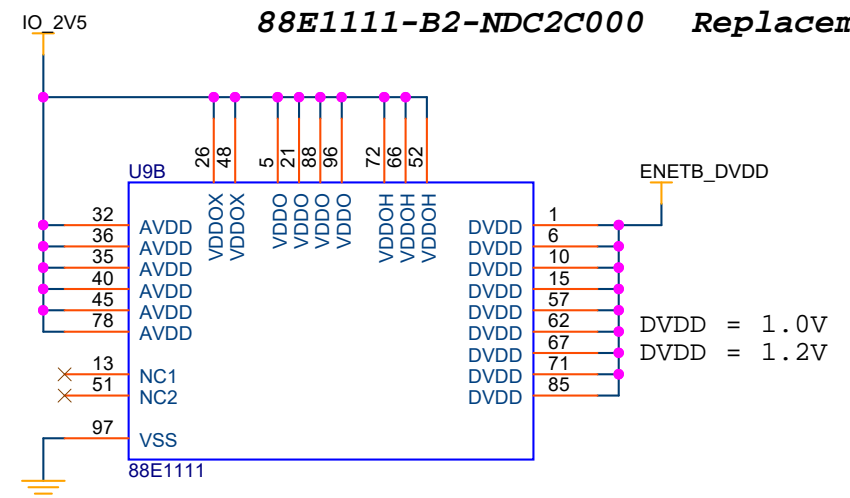 IO_2V5
88E1111-B2-NDC2C000 Replacem
26 48 5 21 88 96 72 66 52
U9B
ENETB_DVDD
VDDOX VDDOX VDDO VDDO VDDO VDDO VDDOH VDDOH VDDOH
32 AVDD DVDD 1
36 AVDD DVDD 6
35 AVDD DVDD 10
40 AVDD DVDD 15
45 AVDD DVDD 57
78 AVDD DVDD 62
DVDD = 1.0V
DVDD 67
DVDD = 1.2V
13 NC1 DVDD 71
51 NC2 DVDD 85
97 VSS
88E1111